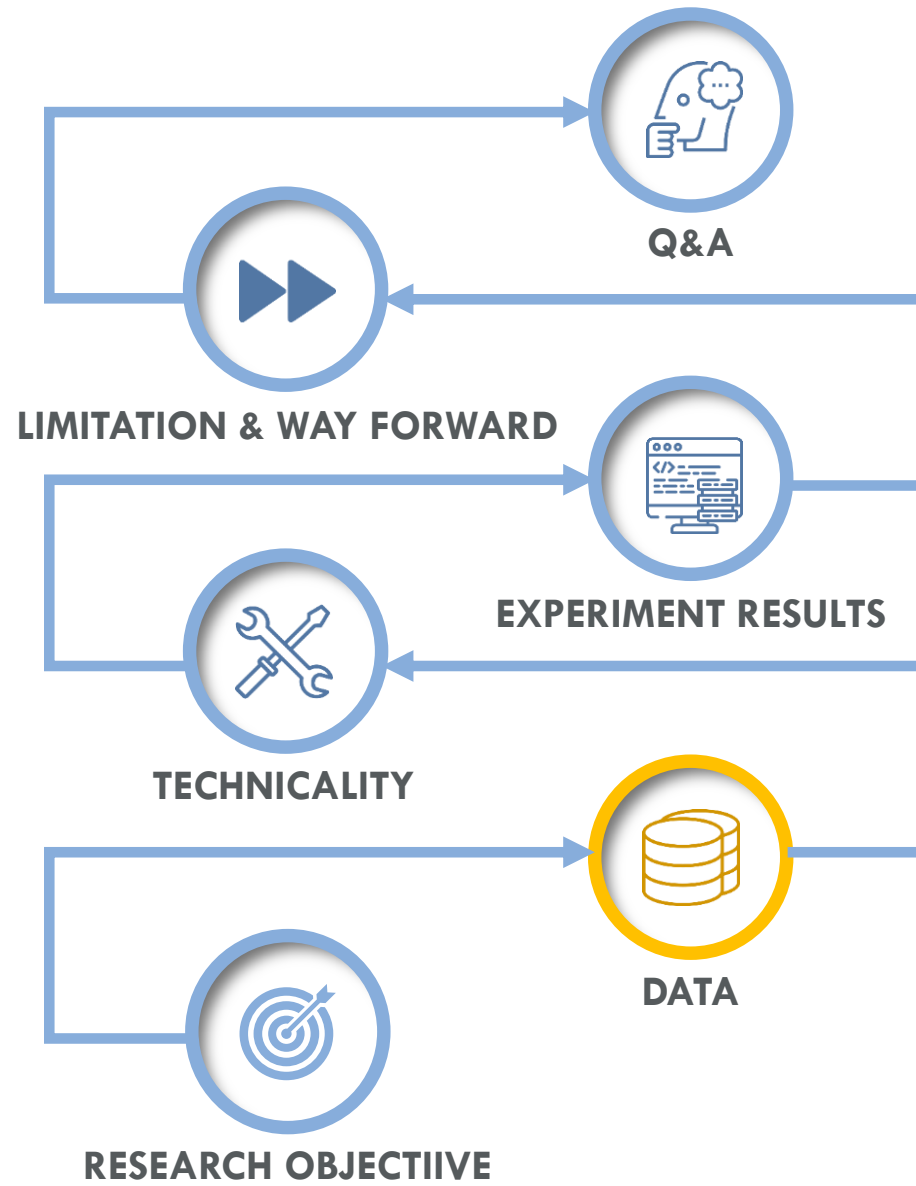 Q&A
LIMITATION & WAY FORWARD
EXPERIMENT RESULTS
TECHNICALITY
DATA
RESEARCH OBJECTIIVE